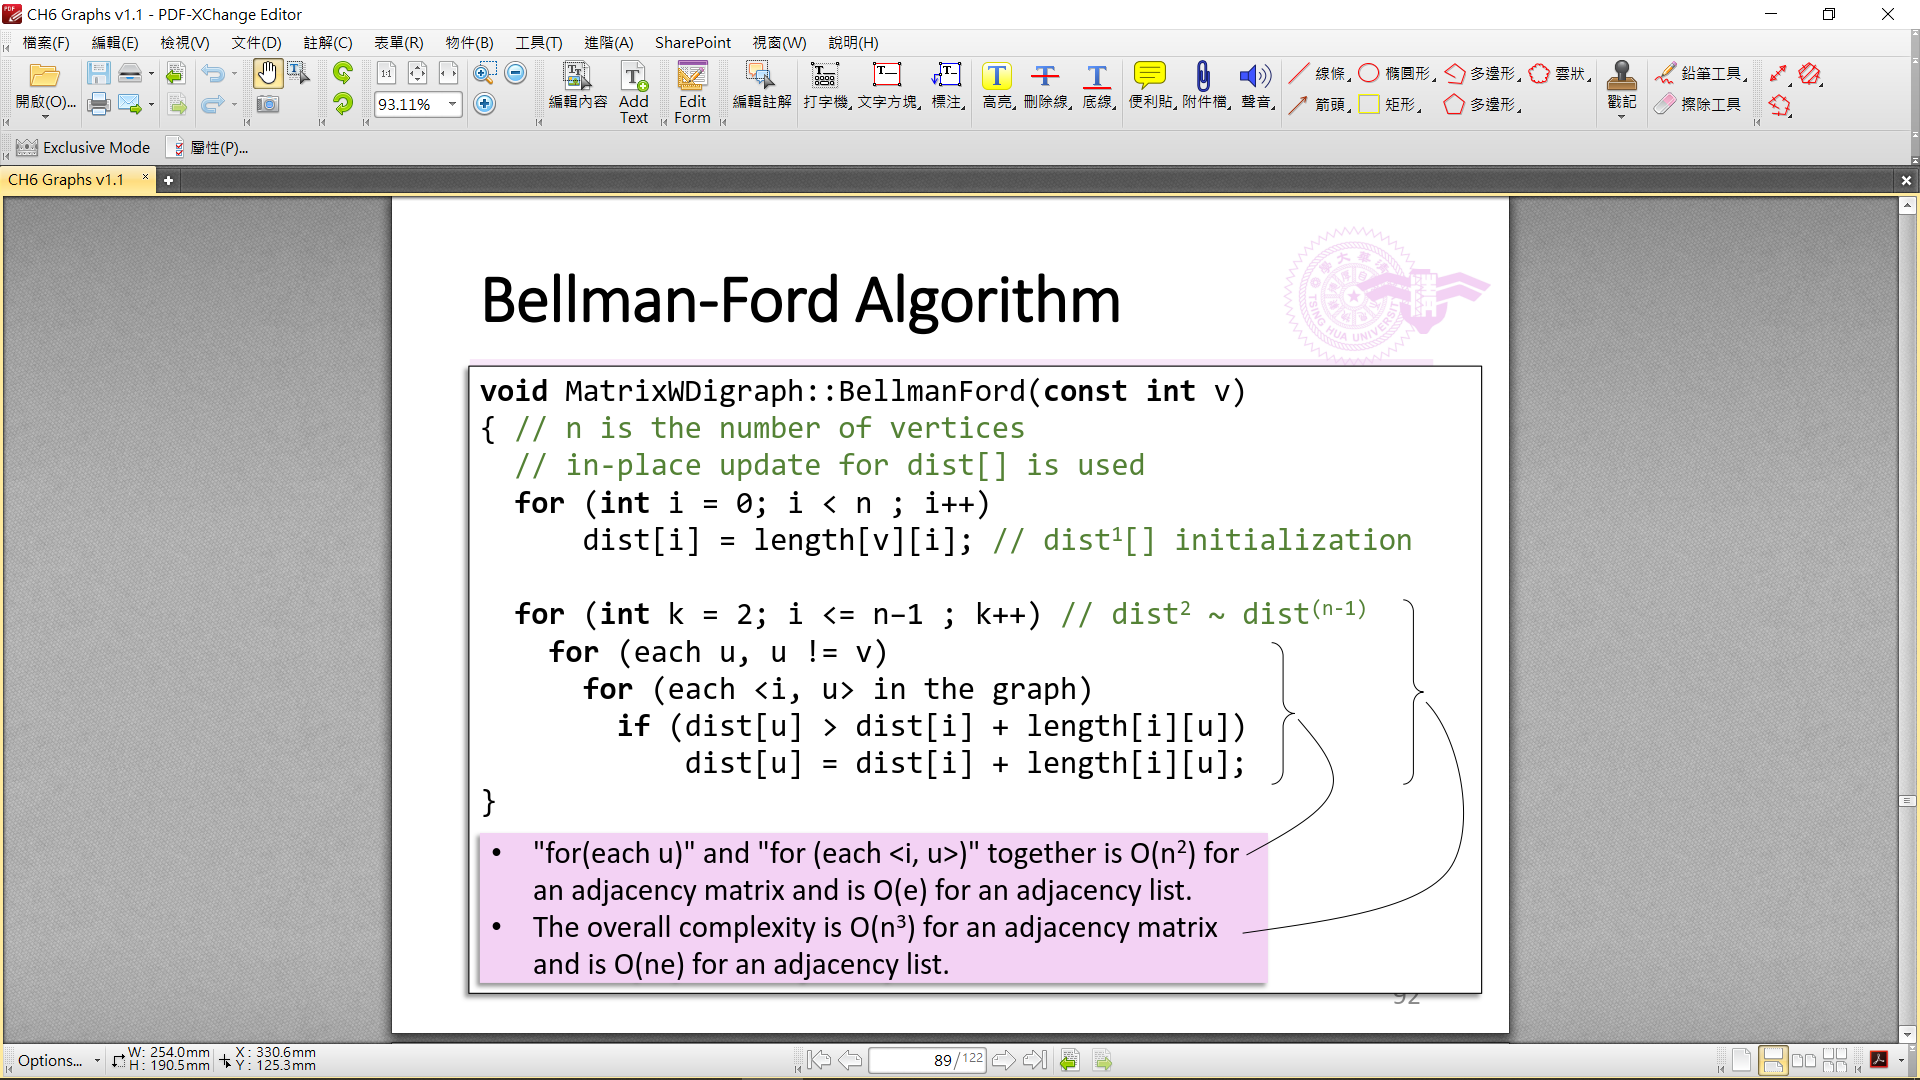 CH6 Graphs v1.1 - PDF-XChange Editor
檔案(F) 編輯(E) 檢視(V) 文件(D) 註解(C) 表單(R) 物件(B) 工具(T) 進階(A) SharePoint 視窗(W) 說明(H)
開啟(O)...
93.11%
編輯內容
Add Text
Edit Form
編輯註解
打字機 文字方塊 標注 高亮 刪除線 底線 便利貼 附件檔 聲音
線條 橢圓形 多邊形 雲狀
箭頭 矩形 多邊形
戳記
鉛筆工具
擦除工具
Exclusive Mode 屬性(P)...
CH6 Graphs v1.1
TSING HUA UNIVERSITY
Bellman-Ford Algorithm
void MatrixWDigraph::BellmanFord(const int v)
{ // n is the number of vertices
// in-place update for dist[] is used
for (int i = 0; i < n ; i++)
dist[i] = length[v][i]; // dist¹[] initialization
for (int k = 2; i <= n–1 ; k++) // dist² ~ dist⁽ⁿ⁻¹⁾
for (each u, u != v)
for (each <i, u> in the graph)
if (dist[u] > dist[i] + length[i][u])
dist[u] = dist[i] + length[i][u];
}
• "for(each u)" and "for (each <i, u>)" together is O(n²) for
an adjacency matrix and is O(e) for an adjacency list.
• The overall complexity is O(n³) for an adjacency matrix
and is O(ne) for an adjacency list.
92
Options...
W: 254.0mm
H: 190.5mm
X: 330.6mm
Y: 125.3mm
89/122